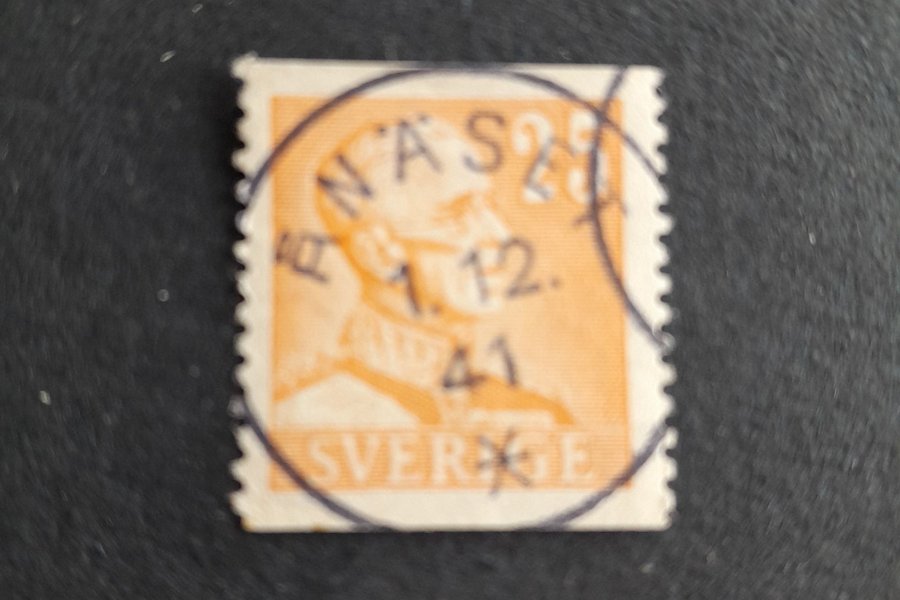 25
ÅNÄSET
1. 12.
41
SVERIGE